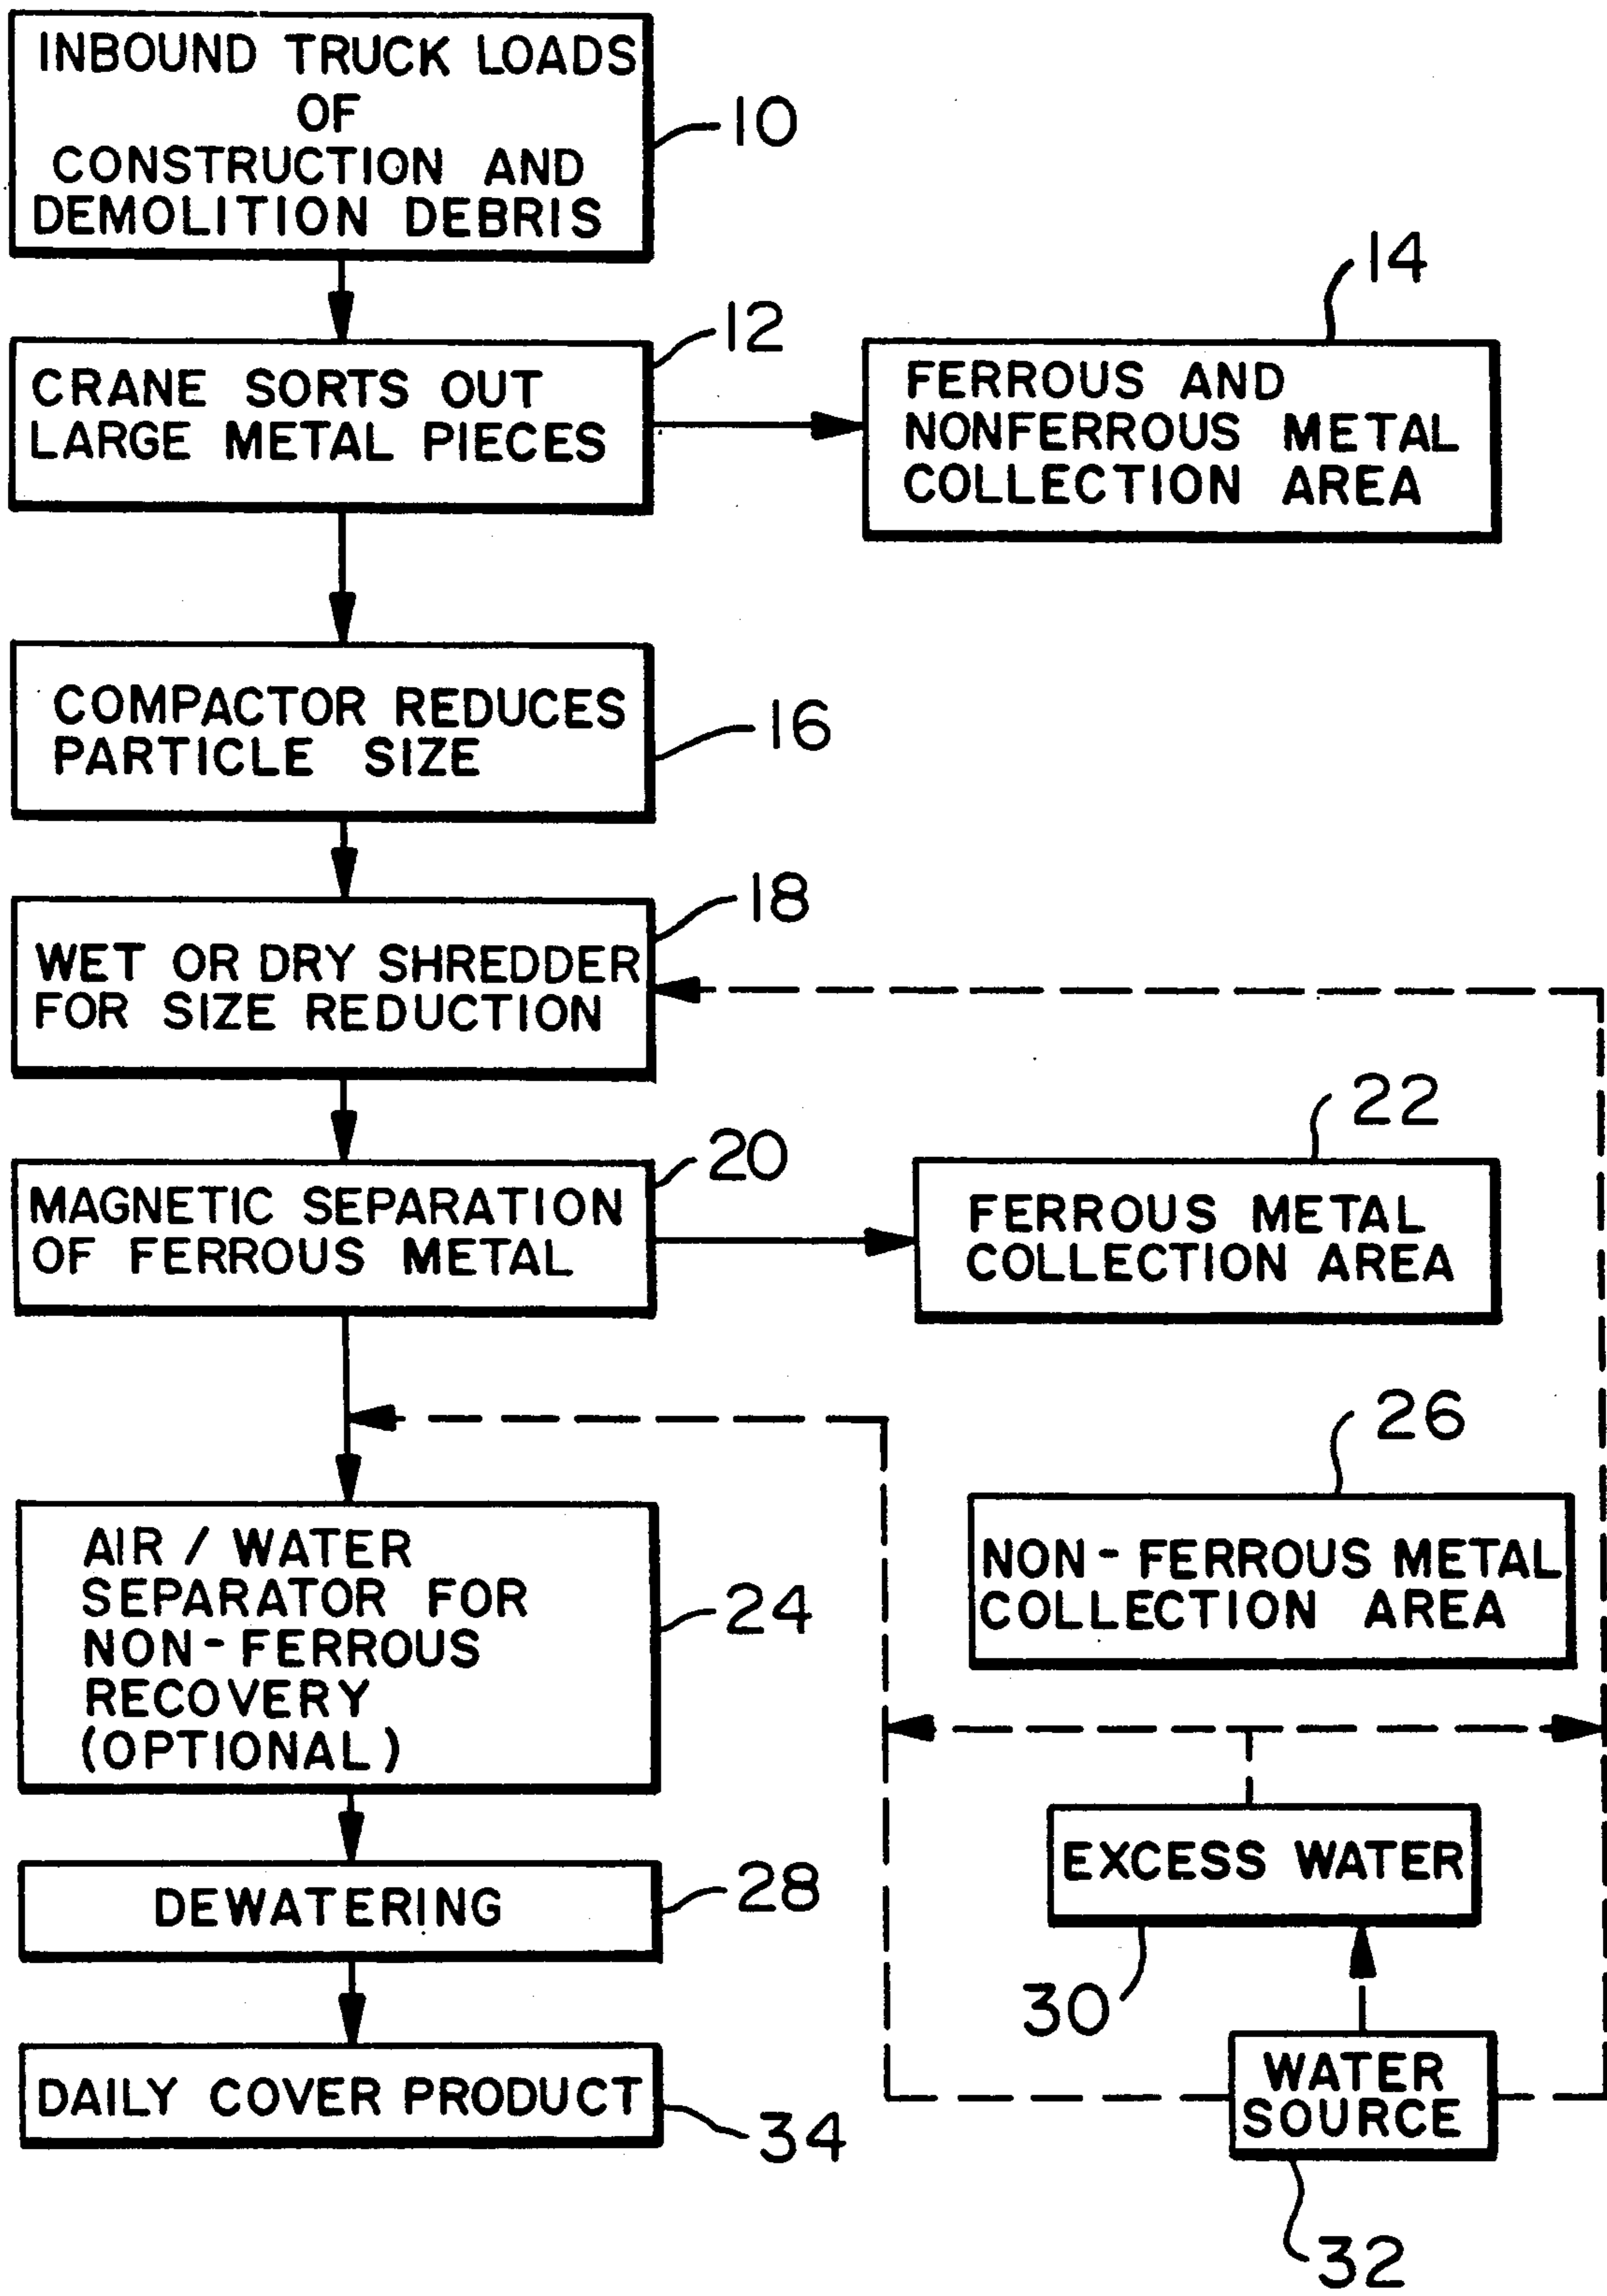 INBOUND TRUCK LOADS
OF
CONSTRUCTION AND
DEMOLITION DEBRIS
10
12
CRANE SORTS OUT
LARGE METAL PIECES
14
FERROUS AND
NONFERROUS METAL
COLLECTION AREA
COMPACTOR REDUCES
PARTICLE SIZE
16
18
WET OR DRY SHREDDER
FOR SIZE REDUCTION
20
MAGNETIC SEPARATION
OF FERROUS METAL
22
FERROUS METAL
COLLECTION AREA
AIR / WATER
SEPARATOR FOR
NON-FERROUS
RECOVERY
(OPTIONAL)
24
26
NON-FERROUS METAL
COLLECTION AREA
DEWATERING
28
EXCESS WATER
30
DAILY COVER PRODUCT
34
WATER
SOURCE
32